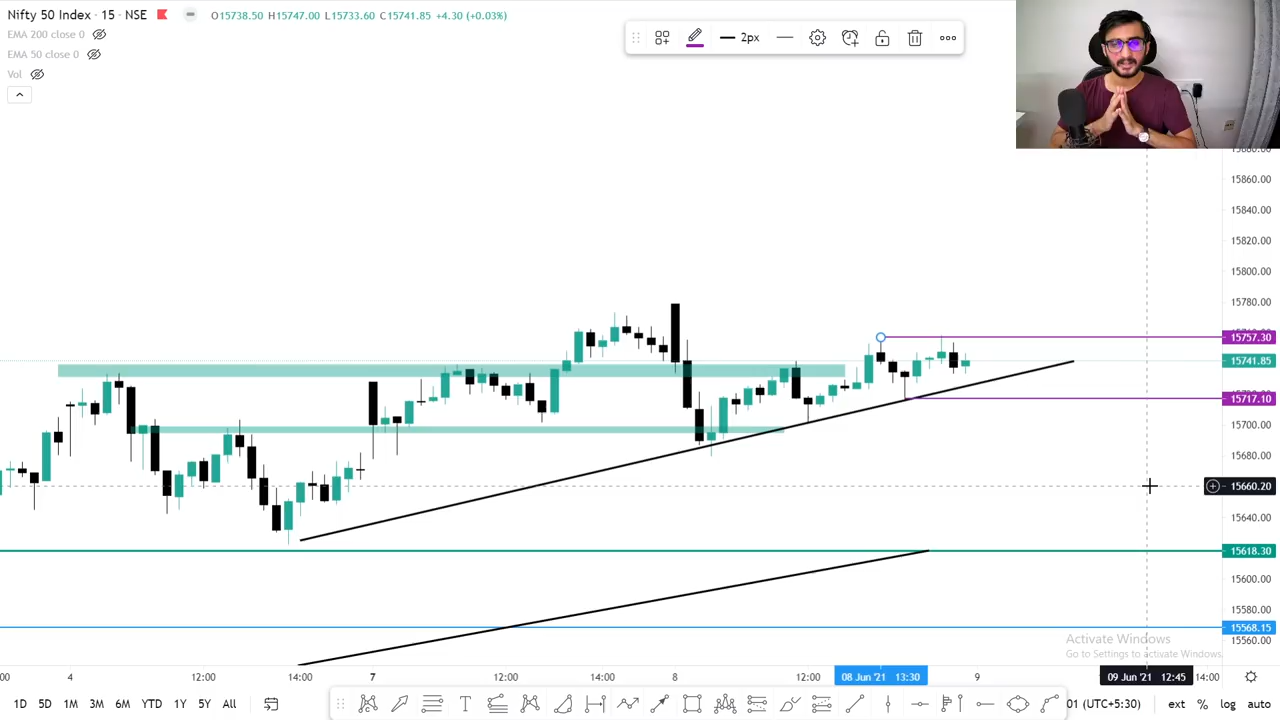 Nifty 50 Index · 15 · NSE O15738.50 H15747.00 L15733.60 C15741.85 +4.30 (+0.03%)
EMA 200 close 0
EMA 50 close 0
Vol
2px
15860.00
15840.00
15820.00
15800.00
15780.00
15757.30
15741.85
15717.10
15700.00
15680.00
15660.20
15640.00
15618.30
15600.00
15580.00
15568.15
15560.00
Activate Windows
Go to Settings to activate Windows.
4 12:00 14:00 7 12:00 14:00 8 12:00 08 Jun '21 13:30 9 09 Jun '21 12:45 14:00
1D 5D 1M 3M 6M YTD 1Y 5Y All T 01 (UTC+5:30) ext % log auto